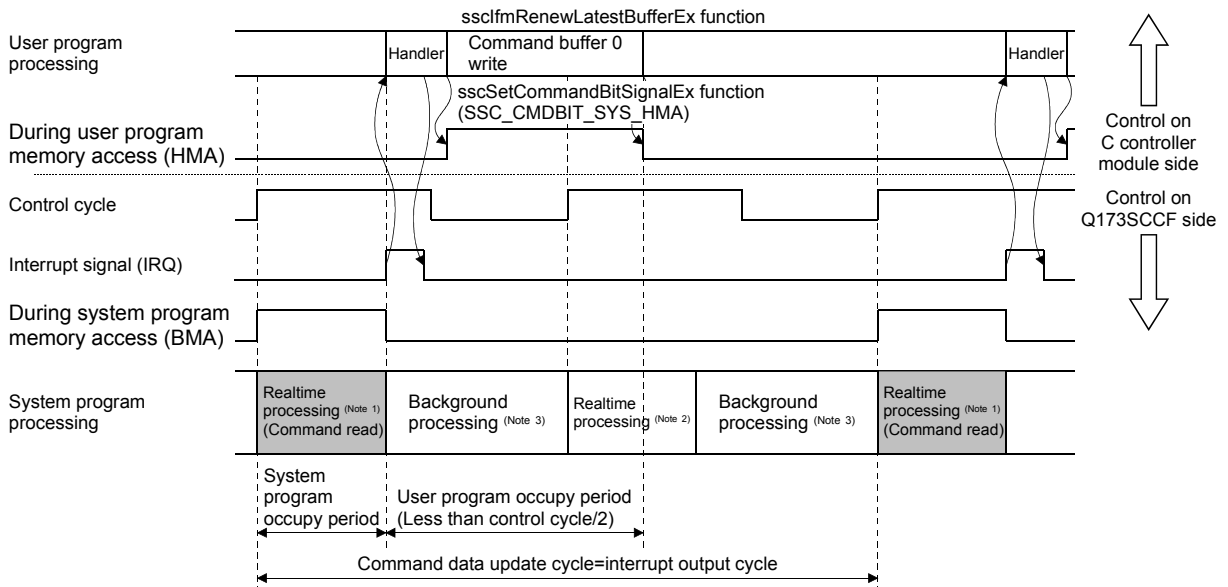 sscIfmRenewLatestBufferEx function
User program
processing
Handler
Command buffer 0
write
Handler
sscSetCommandBitSignalEx function
(SSC_CMDBIT_SYS_HMA)
During user program
memory access (HMA)
Control on
C controller
module side
Control cycle
Control on
Q173SCCF side
Interrupt signal (IRQ)
During system program
memory access (BMA)
System program
processing
Realtime
processing (Note 1)
(Command read)
Background
processing (Note 3)
Realtime
processing (Note 2)
Background
processing (Note 3)
Realtime
processing (Note 1)
(Command read)
System
program
occupy period
User program occupy period
(Less than control cycle/2)
Command data update cycle=interrupt output cycle